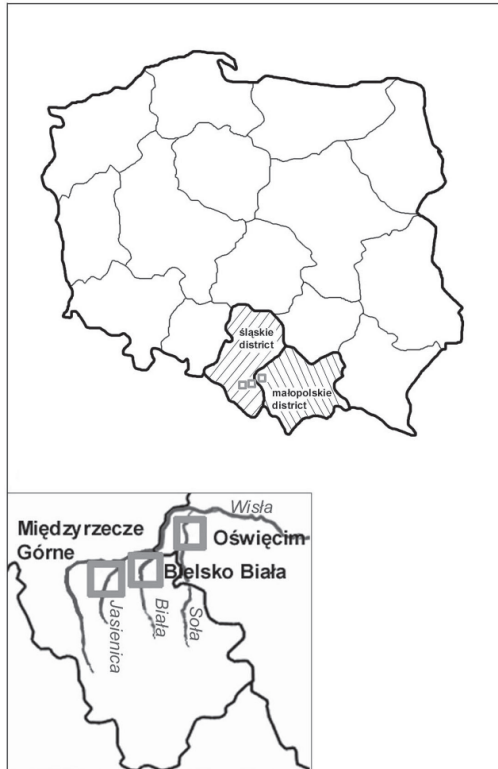 śląskie
district
małopolskie
district
Wisła
Międzyrzecze
Górne
Oświęcim
Bielsko Biała
Jasienica
Biała
Soła